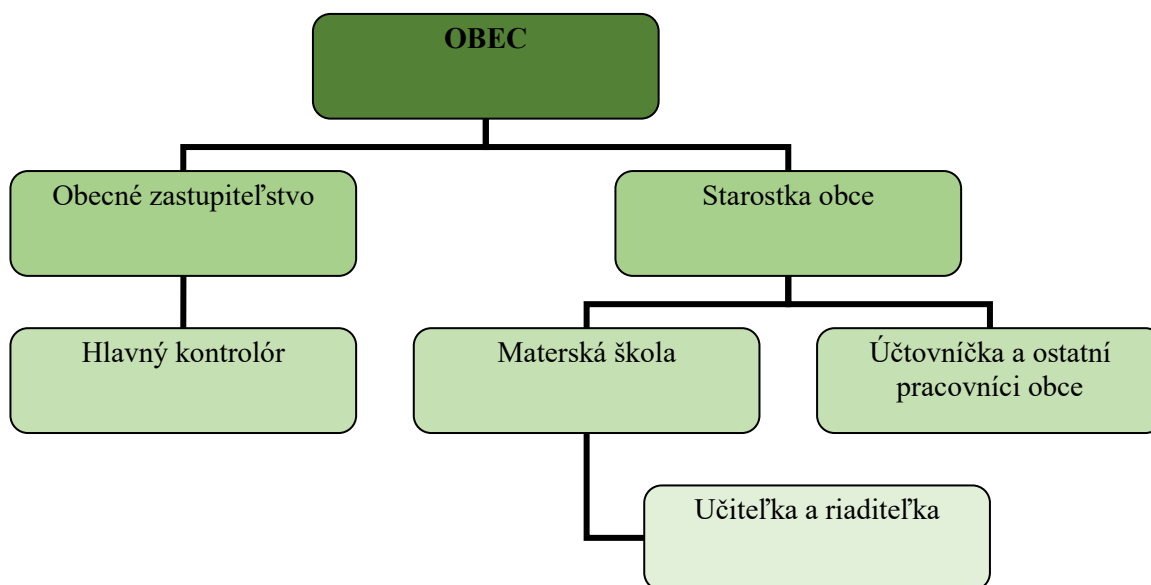 OBEC
Obecné zastupiteľstvo
Starostka obce
Hlavný kontrolór
Materská škola
Účtovníčka a ostatní
pracovníci obce
Učiteľka a riaditeľka